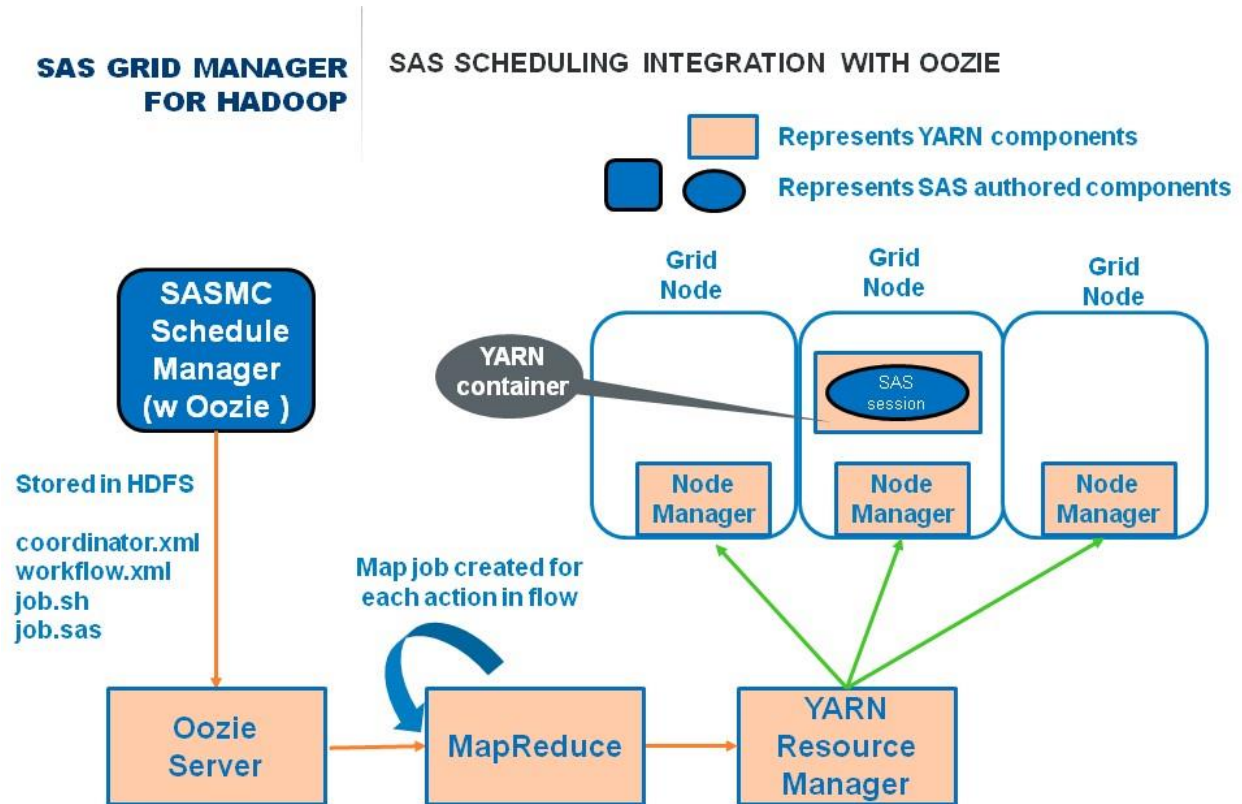 SAS GRID MANAGER
FOR HADOOP
SAS SCHEDULING INTEGRATION WITH OOZIE
Represents YARN components
Represents SAS authored components
SASMC
Schedule
Manager
(w Oozie )
Grid
Node
Grid
Node
Grid
Node
YARN
container
SAS
session
Node
Manager
Node
Manager
Node
Manager
Stored in HDFS
coordinator.xml
workflow.xml
job.sh
job.sas
Map job created for
each action in flow
Oozie
Server
MapReduce
YARN
Resource
Manager